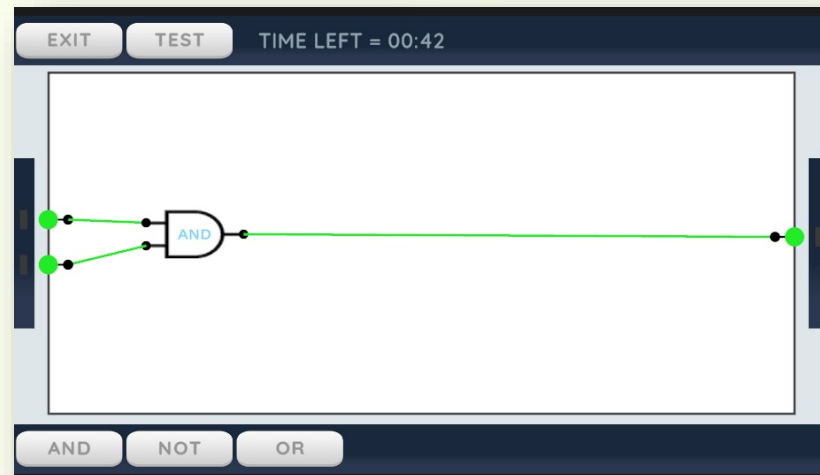 EXIT TEST TIME LEFT = 00:42
AND
AND NOT OR